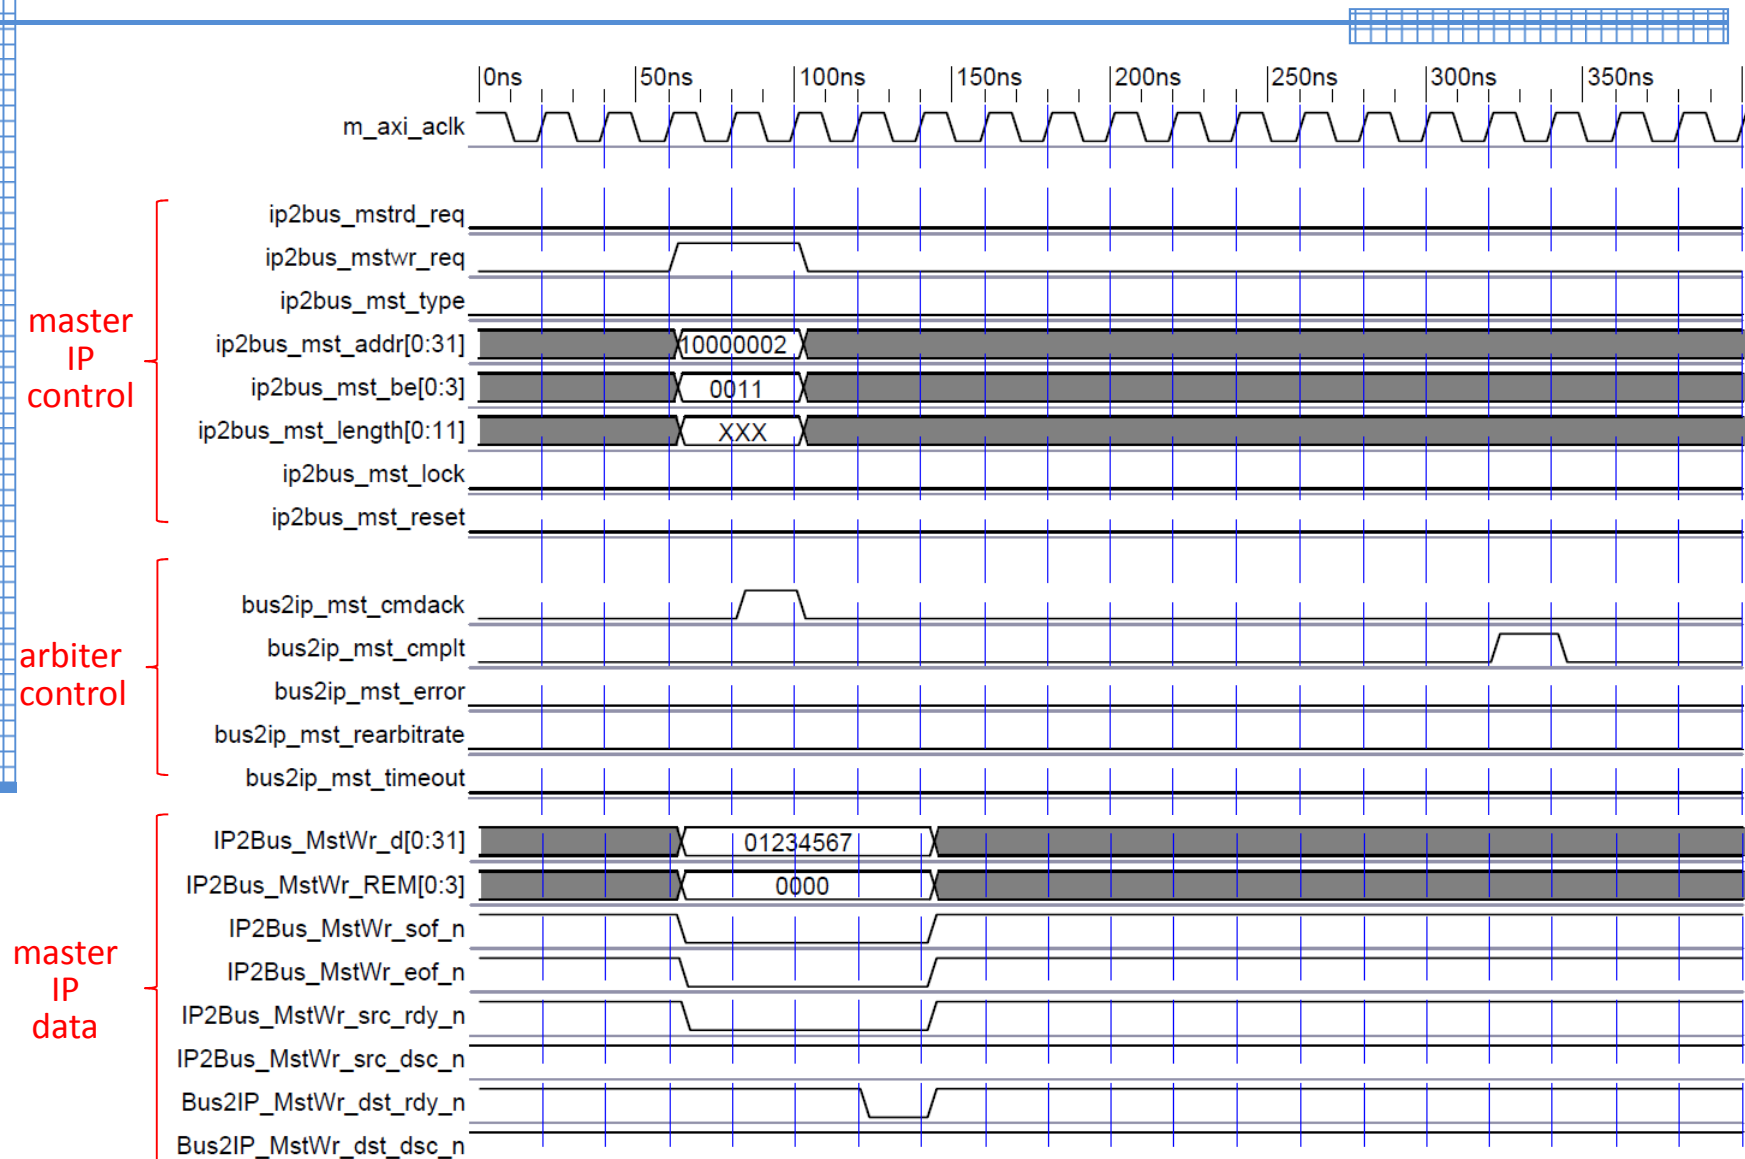 0ns 50ns 100ns 150ns 200ns 250ns 300ns 350ns
m_axi_aclk
master
IP
control
ip2bus_mstrd_req
ip2bus_mstwr_req
ip2bus_mst_type
ip2bus_mst_addr[0:31] 10000002
ip2bus_mst_be[0:3] 0011
ip2bus_mst_length[0:11] XXX
ip2bus_mst_lock
ip2bus_mst_reset
arbiter
control
bus2ip_mst_cmdack
bus2ip_mst_cmplt
bus2ip_mst_error
bus2ip_mst_rearbitrate
bus2ip_mst_timeout
master
IP
data
IP2Bus_MstWr_d[0:31] 01234567
IP2Bus_MstWr_REM[0:3] 0000
IP2Bus_MstWr_sof_n
IP2Bus_MstWr_eof_n
IP2Bus_MstWr_src_rdy_n
IP2Bus_MstWr_src_dsc_n
Bus2IP_MstWr_dst_rdy_n
Bus2IP_MstWr_dst_dsc_n